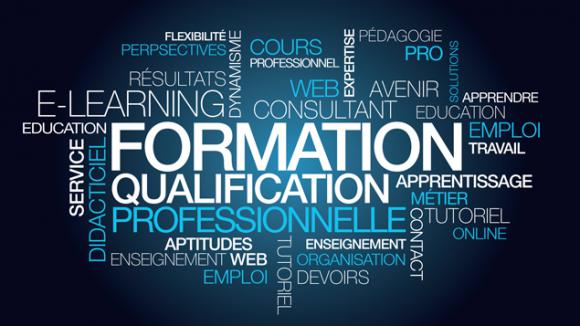 FLEXIBILITÉ
PERPSECTIVES
DYNAMISME
COURS
PROFESSIONNEL
EXPERTISE
PÉDAGOGIE
PRO
SOLUTIONS
RÉSULTATS
WEB
AVENIR
APPRENDRE
E-LEARNING
CONSULTANT
EDUCATION
EDUCATION
EMPLOI
TRAVAIL
SERVICE
DIDACTICIEL
FORMATION
QUALIFICATION
APPRENTISSAGE
MÉTIER
PROFESSIONNELLE
CONTACT
TUTORIEL
ONLINE
APTITUDES
TUTORIEL
ENSEIGNEMENT
ENSEIGNEMENT WEB
ORGANISATION
EMPLOI
DEVOIRS